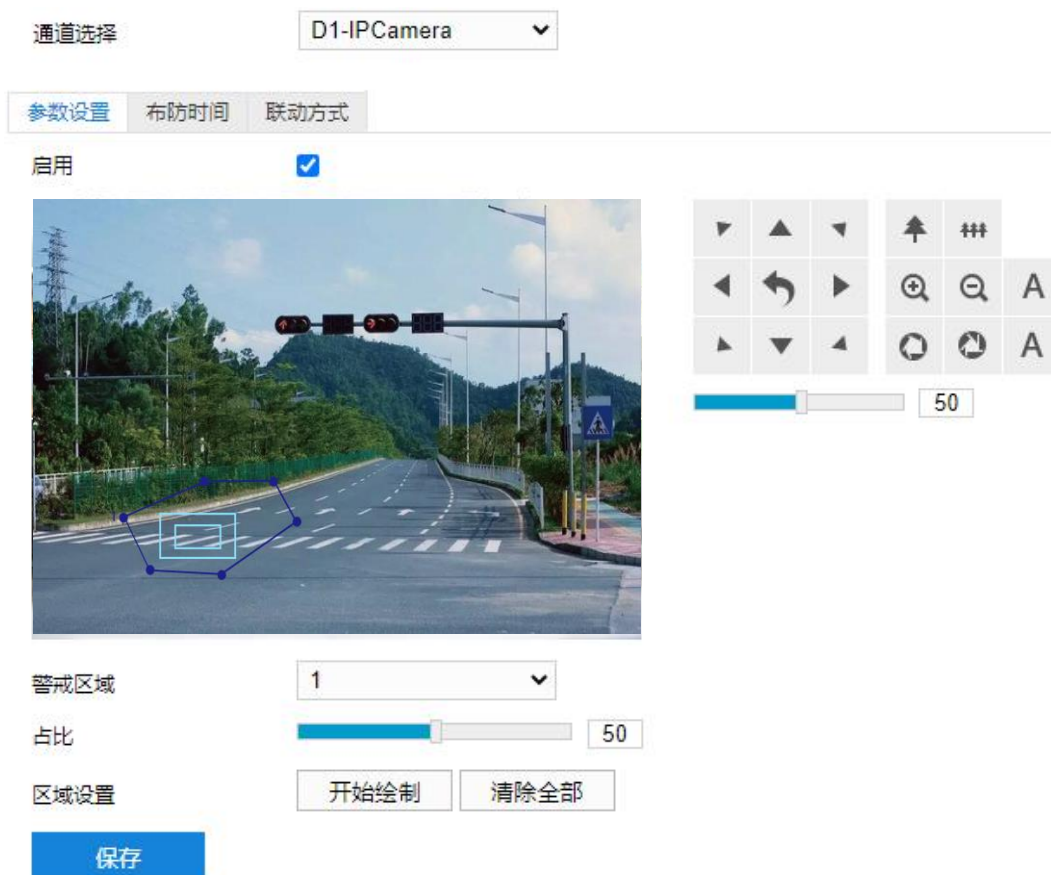 通道选择 D1-IPCamera
参数设置 布防时间 联动方式
启用
A
A
50
警戒区域 1
占比 50
区域设置 开始绘制 清除全部
保存